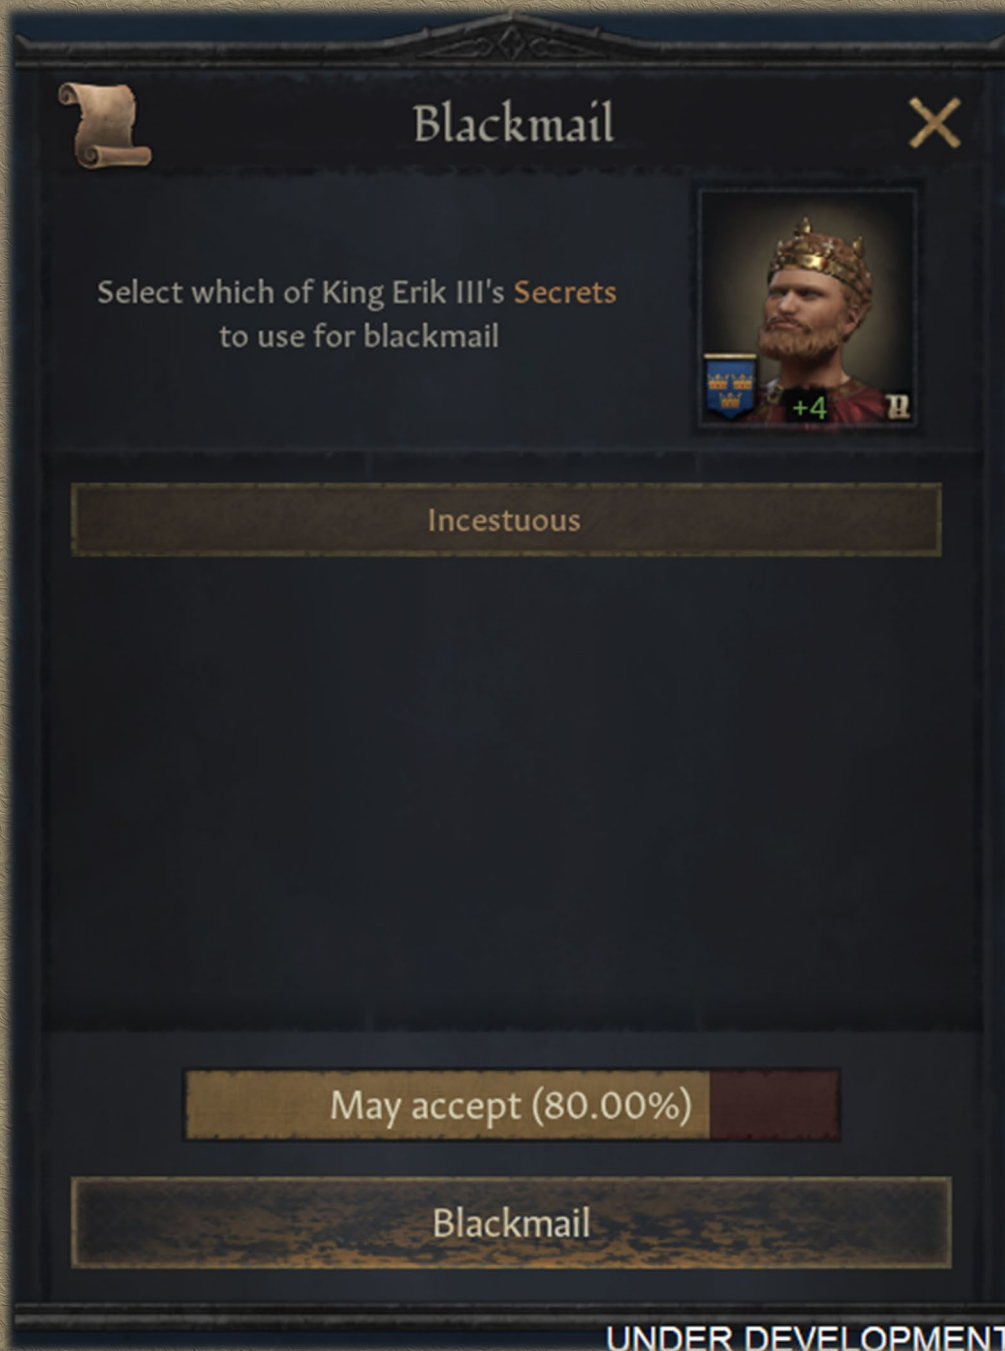 Blackmail
Select which of King Erik III's Secrets
to use for blackmail
+4
Incestuous
May accept (80.00%)
Blackmail
UNDER DEVELOPMENT